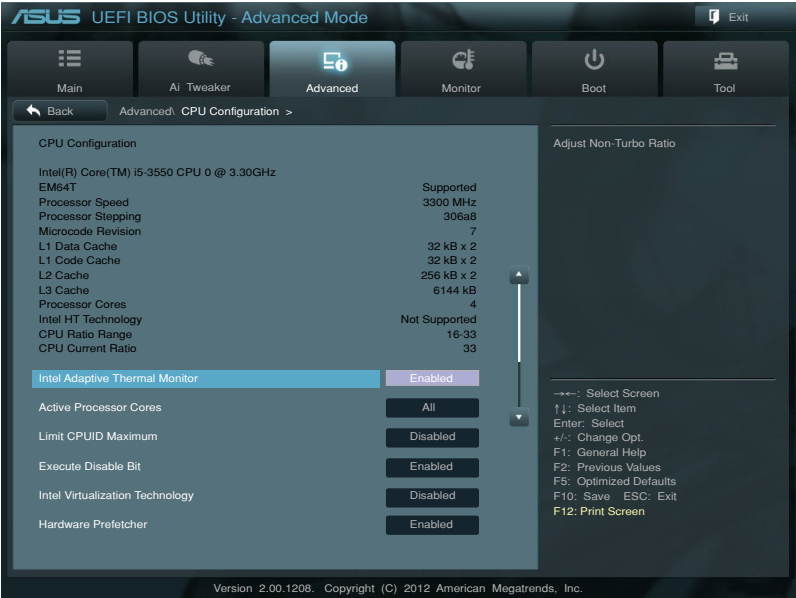 ASUS UEFI BIOS Utility - Advanced Mode
Exit
Main
Ai Tweaker
Advanced
Monitor
Boot
Tool
Back
Advanced\ CPU Configuration >
CPU Configuration
Intel(R) Core(TM) i5-3550 CPU 0 @ 3.30GHz
EM64T Supported
Processor Speed 3300 MHz
Processor Stepping 306a8
Microcode Revision 7
L1 Data Cache 32 kB x 2
L1 Code Cache 32 kB x 2
L2 Cache 256 kB x 2
L3 Cache 6144 kB
Processor Cores 4
Intel HT Technology Not Supported
CPU Ratio Range 16-33
CPU Current Ratio 33
Intel Adaptive Thermal Monitor Enabled
Active Processor Cores All
Limit CPUID Maximum Disabled
Execute Disable Bit Enabled
Intel Virtualization Technology Disabled
Hardware Prefetcher Enabled
Adjust Non-Turbo Ratio
→←: Select Screen
↑↓: Select Item
Enter: Select
+/-: Change Opt.
F1: General Help
F2: Previous Values
F5: Optimized Defaults
F10: Save ESC: Exit
F12: Print Screen
Version 2.00.1208. Copyright (C) 2012 American Megatrends, Inc.